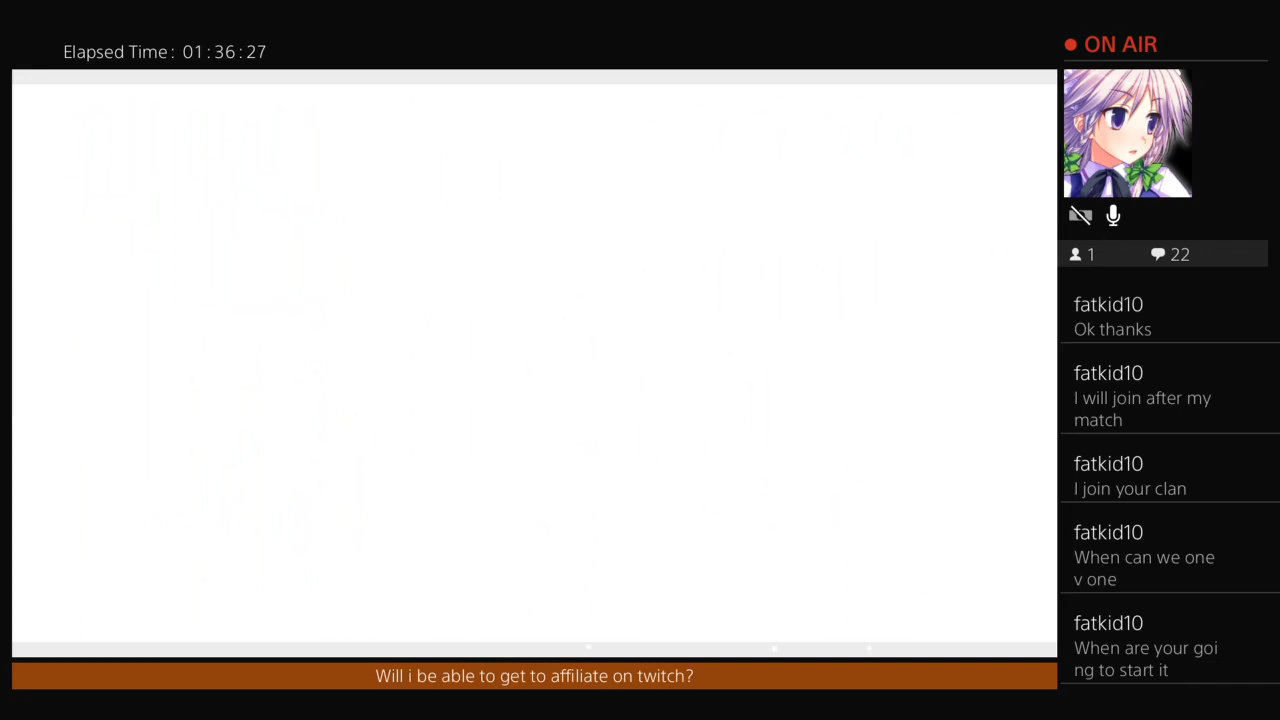 Elapsed Time: 01:36:27
ON AIR
1 22
fatkid10
Ok thanks
fatkid10
I will join after my
match
fatkid10
I join your clan
fatkid10
When can we one
v one
fatkid10
When are your goi
ng to start it
Will i be able to get to affiliate on twitch?